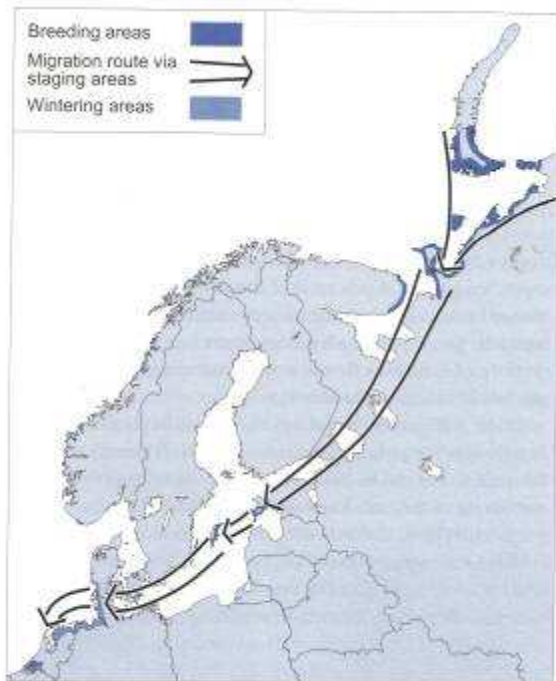 Breeding areas
Migration route via
staging areas
Wintering areas